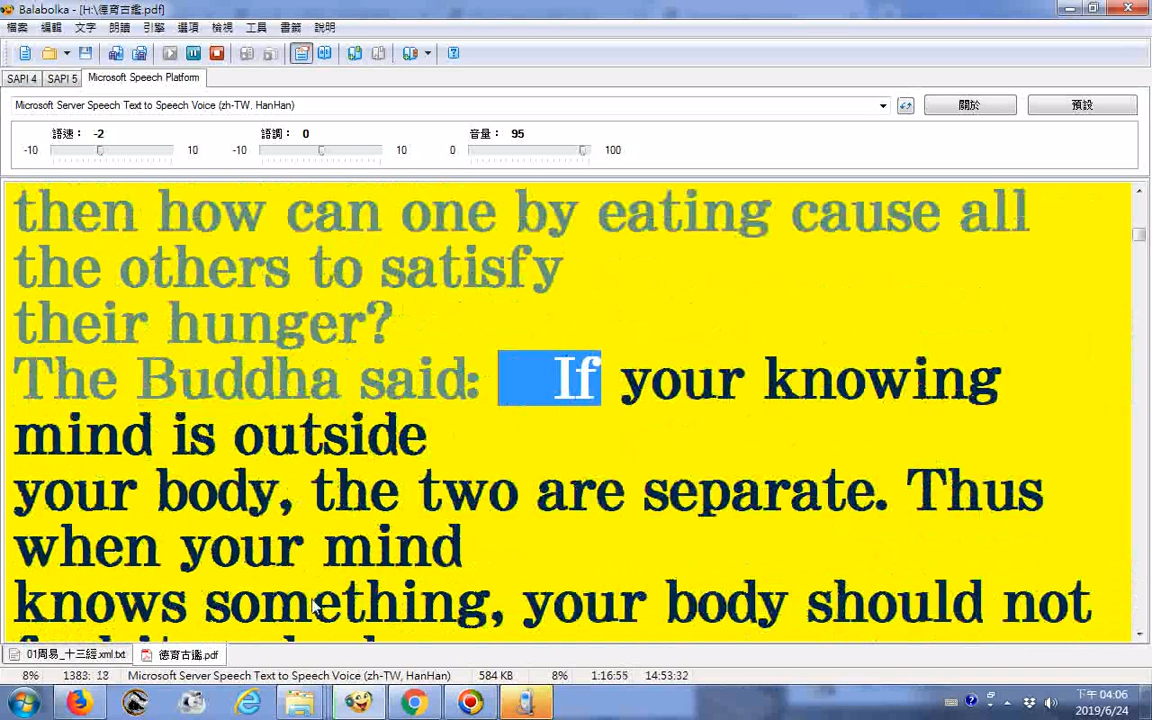 Balabolka - [H:\德育古鑑.pdf]
檔案 編輯 文字 朗讀 引擎 選項 檢視 工具 書籤 說明
SAPI 4 SAPI 5 Microsoft Speech Platform
Microsoft Server Speech Text to Speech Voice (zh-TW, HanHan) 關於 預設
語速： -2 語調： 0 音量： 95
-10 10 -10 10 0 100
then how can one by eating cause all
the others to satisfy
their hunger?
The Buddha said: If your knowing
mind is outside
your body, the two are separate. Thus
when your mind
knows something, your body should not
01周易_十三經.xml.txt 德育古鑑.pdf
8% 1383: 18 Microsoft Server Speech Text to Speech Voice (zh-TW, HanHan) 584 KB 8% 1:16:55 14:53:32
下午 04:06
2019/6/24